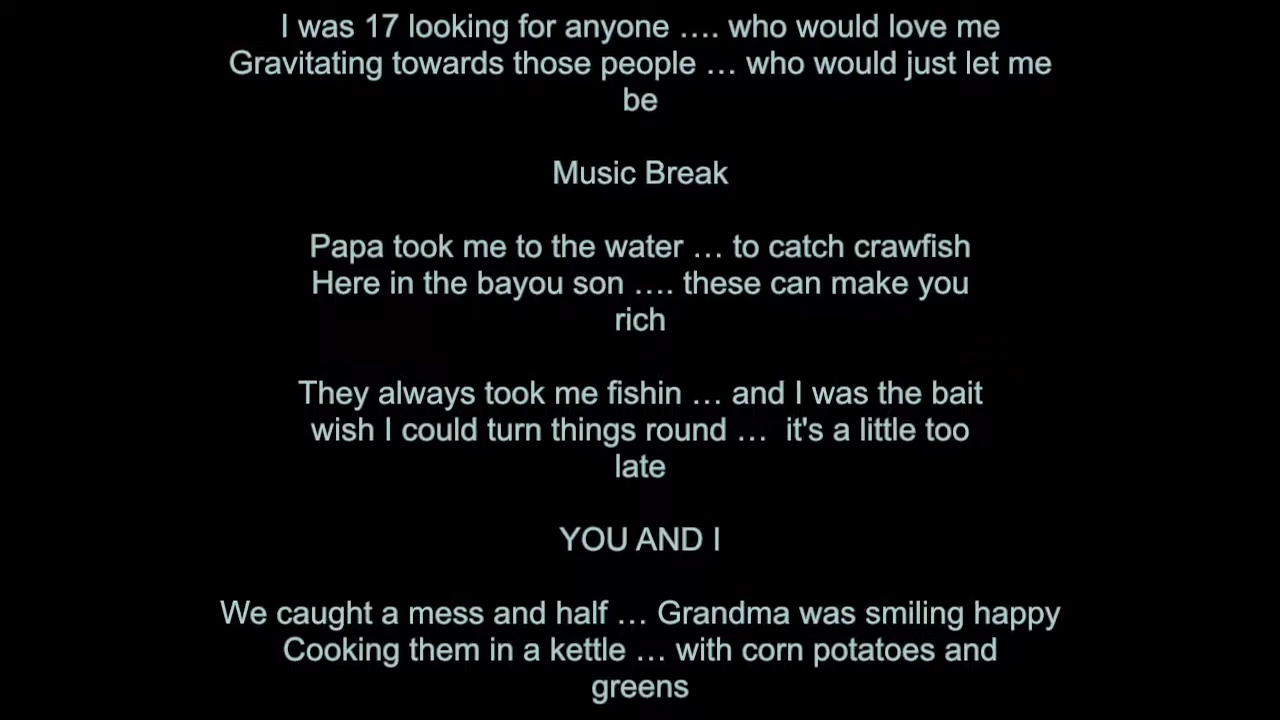 I was 17 looking for anyone .... who would love me
Gravitating towards those people ... who would just let me
be
Music Break
Papa took me to the water ... to catch crawfish
Here in the bayou son .... these can make you
rich
They always took me fishin ... and I was the bait
wish I could turn things round ...  it's a little too
late
YOU AND I
We caught a mess and half ... Grandma was smiling happy
Cooking them in a kettle ... with corn potatoes and
greens